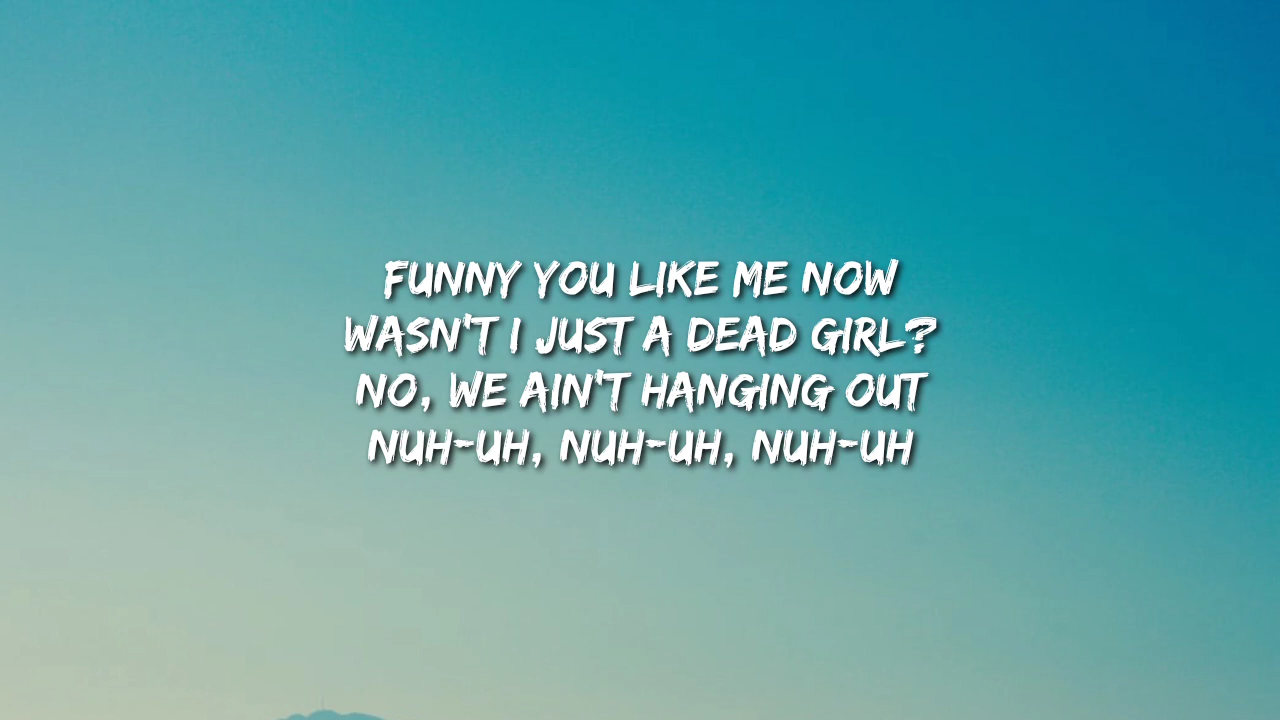 FUNNY YOU LIKE ME NOW
WASN'T I JUST A DEAD GIRL?
NO, WE AIN'T HANGING OUT
NUH-UH, NUH-UH, NUH-UH